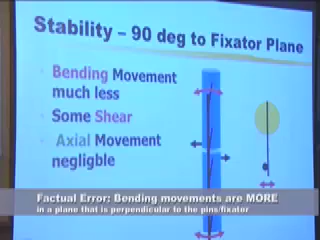 Stability – 90 deg to Fixator Plane
Bending Movement
much less
Some Shear
Axial Movement
negligble
Factual Error: Bending movements are MORE
in a plane that is perpendicular to the pins/fixator